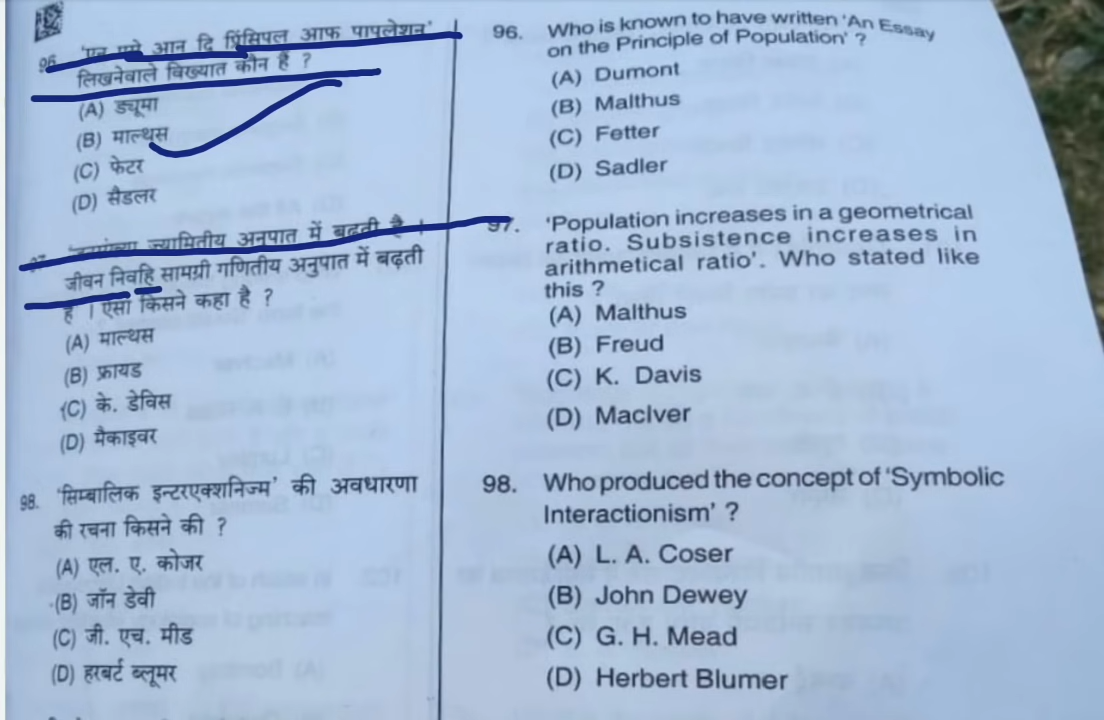 96. 'एन एसे आन दि प्रिंसिपल आफ पापुलेशन'
लिखनेवाले विख्यात कौन है ?
(A) ड्यूमा
(B) माल्थस
(C) फेटर
(D) सैडलर
ज्यामितीय अनुपात में बढ़ती है ।
जीवन निर्वाह सामग्री गणितीय अनुपात में बढ़ती
है । ऐसा किसने कहा है ?
(A) माल्थस
(B) फ्रायड
(C) के. डेविस
(D) मैकाइवर
98. 'सिम्बालिक इन्टरएक्शनिज्म' की अवधारणा
की रचना किसने की ?
(A) एल. ए. कोजर
(B) जॉन डेवी
(C) जी. एच. मीड
(D) हरबर्ट ब्लूमर
96. Who is known to have written 'An Essay
on the Principle of Population' ?
(A) Dumont
(B) Malthus
(C) Fetter
(D) Sadler
97. 'Population increases in a geometrical
ratio. Subsistence increases in
arithmetical ratio'. Who stated like
this ?
(A) Malthus
(B) Freud
(C) K. Davis
(D) MacIver
98. Who produced the concept of 'Symbolic
Interactionism' ?
(A) L. A. Coser
(B) John Dewey
(C) G. H. Mead
(D) Herbert Blumer